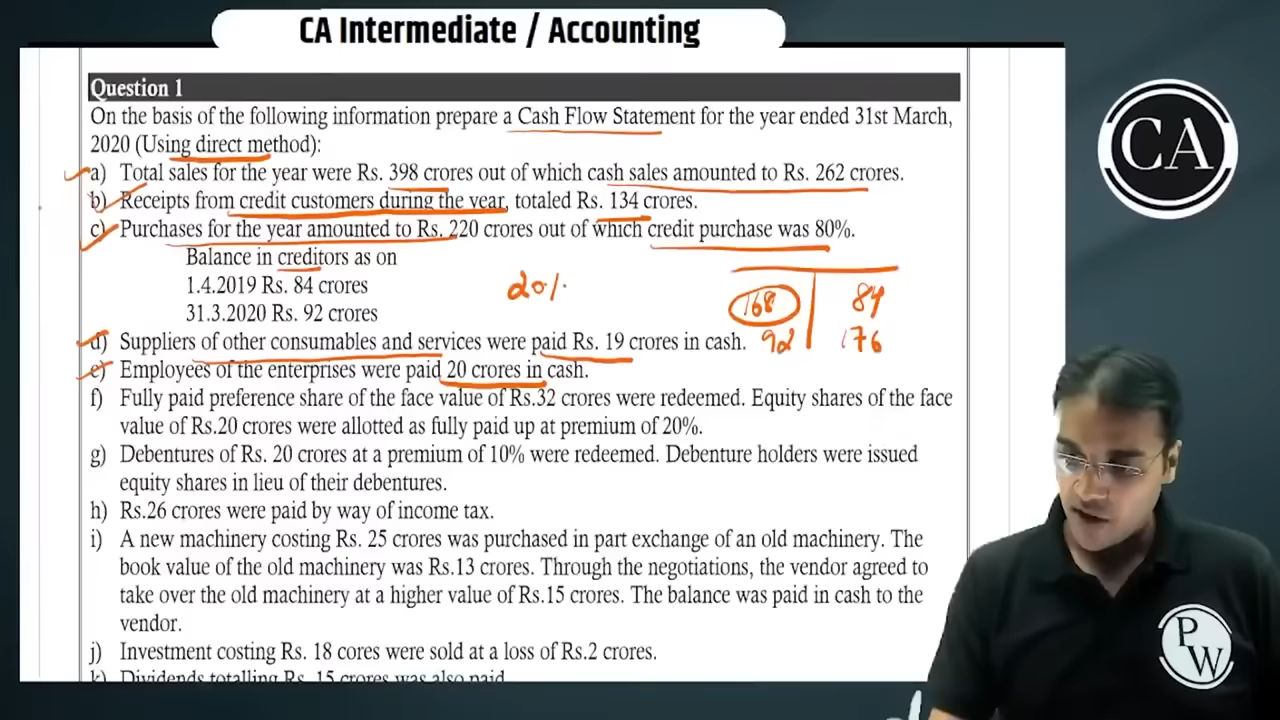 CA Intermediate / Accounting
Question 1
On the basis of the following information prepare a Cash Flow Statement for the year ended 31st March,
2020 (Using direct method):
a) Total sales for the year were Rs. 398 crores out of which cash sales amounted to Rs. 262 crores.
b) Receipts from credit customers during the year, totaled Rs. 134 crores.
c) Purchases for the year amounted to Rs. 220 crores out of which credit purchase was 80%.
Balance in creditors as on
1.4.2019 Rs. 84 crores
31.3.2020 Rs. 92 crores
20%
168 84
92 176
d) Suppliers of other consumables and services were paid Rs. 19 crores in cash.
e) Employees of the enterprises were paid 20 crores in cash.
f) Fully paid preference share of the face value of Rs.32 crores were redeemed. Equity shares of the face
value of Rs.20 crores were allotted as fully paid up at premium of 20%.
g) Debentures of Rs. 20 crores at a premium of 10% were redeemed. Debenture holders were issued
equity shares in lieu of their debentures.
h) Rs.26 crores were paid by way of income tax.
i) A new machinery costing Rs. 25 crores was purchased in part exchange of an old machinery. The
book value of the old machinery was Rs.13 crores. Through the negotiations, the vendor agreed to
take over the old machinery at a higher value of Rs.15 crores. The balance was paid in cash to the
vendor.
j) Investment costing Rs. 18 cores were sold at a loss of Rs.2 crores.
k) Dividends totalling Rs. 15 crores was also paid
CA
P
W